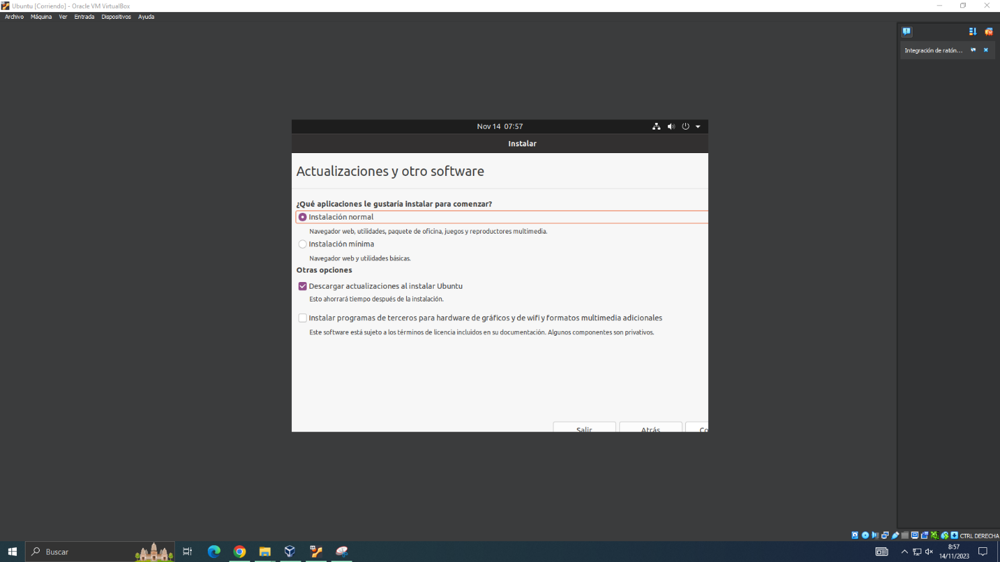 Ubuntu [Corriendo] - Oracle VM VirtualBox
Archivo Máquina Ver Entrada Dispositivos Ayuda
Integración de ratón...
Nov 14 07:57
Instalar
Actualizaciones y otro software
¿Qué aplicaciones le gustaría instalar para comenzar?
Instalación normal
Navegador web, utilidades, paquete de oficina, juegos y reproductores multimedia.
Instalación mínima
Navegador web y utilidades básicas.
Otras opciones
Descargar actualizaciones al instalar Ubuntu
Esto ahorrará tiempo después de la instalación.
Instalar programas de terceros para hardware de gráficos y de wifi y formatos multimedia adicionales
Este software está sujeto a los términos de licencia incluidos en su documentación. Algunos componentes son privativos.
Salir Atrás Co
CTRL DERECHA
Buscar
8:57
14/11/2023